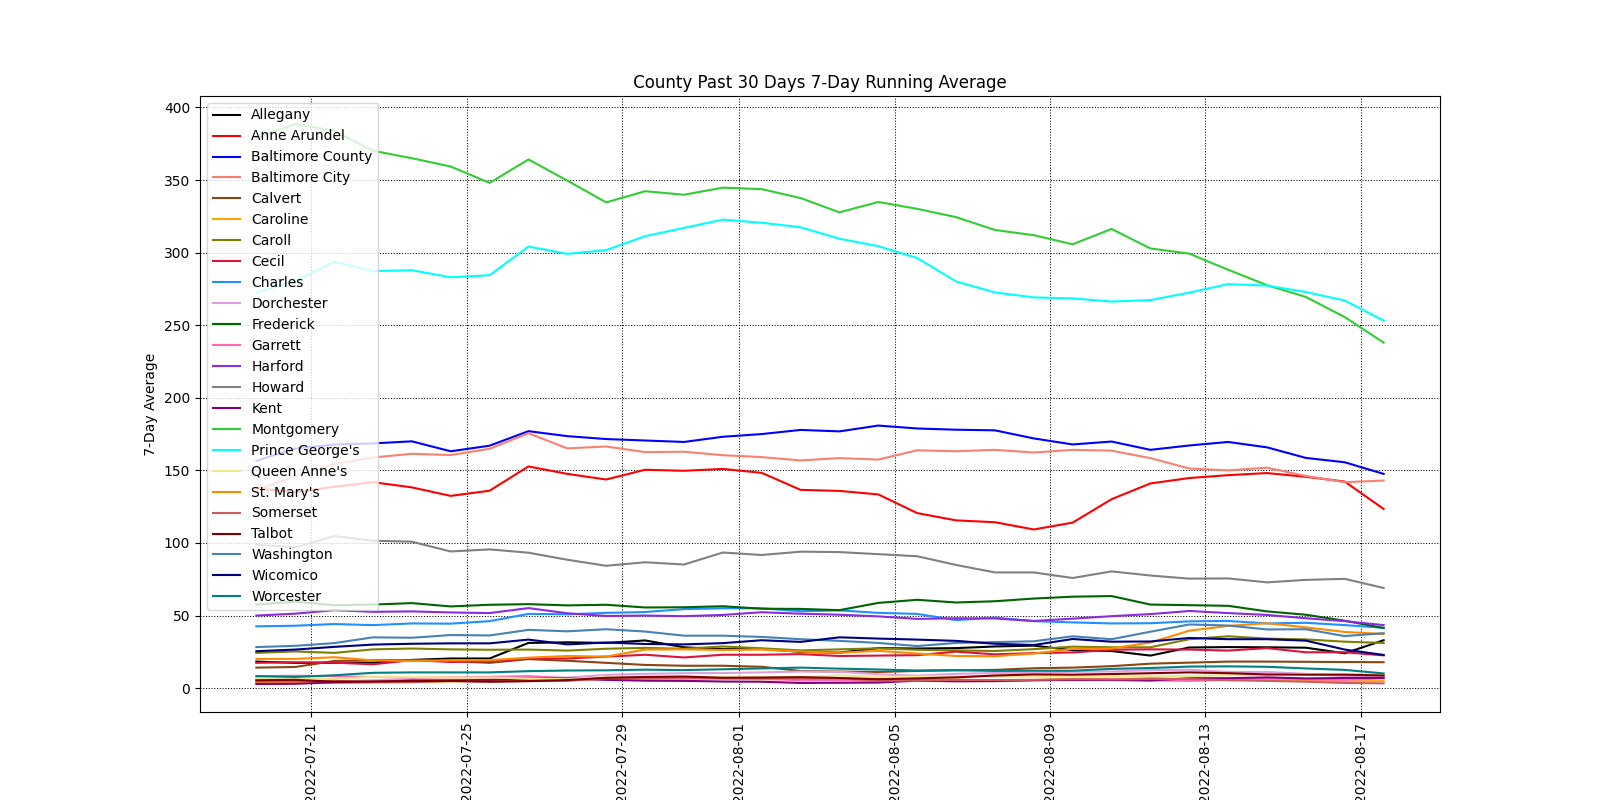 County Past 30 Days 7-Day Running Average
400
350
300
250
200
150
100
50
0
7-Day Average
Allegany
Anne Arundel
Baltimore County
Baltimore City
Calvert
Caroline
Caroll
Cecil
Charles
Dorchester
Frederick
Garrett
Harford
Howard
Kent
Montgomery
Prince George's
Queen Anne's
St. Mary's
Somerset
Talbot
Washington
Wicomico
Worcester
2022-07-21
2022-07-25
2022-07-29
2022-08-01
2022-08-05
2022-08-09
2022-08-13
2022-08-17